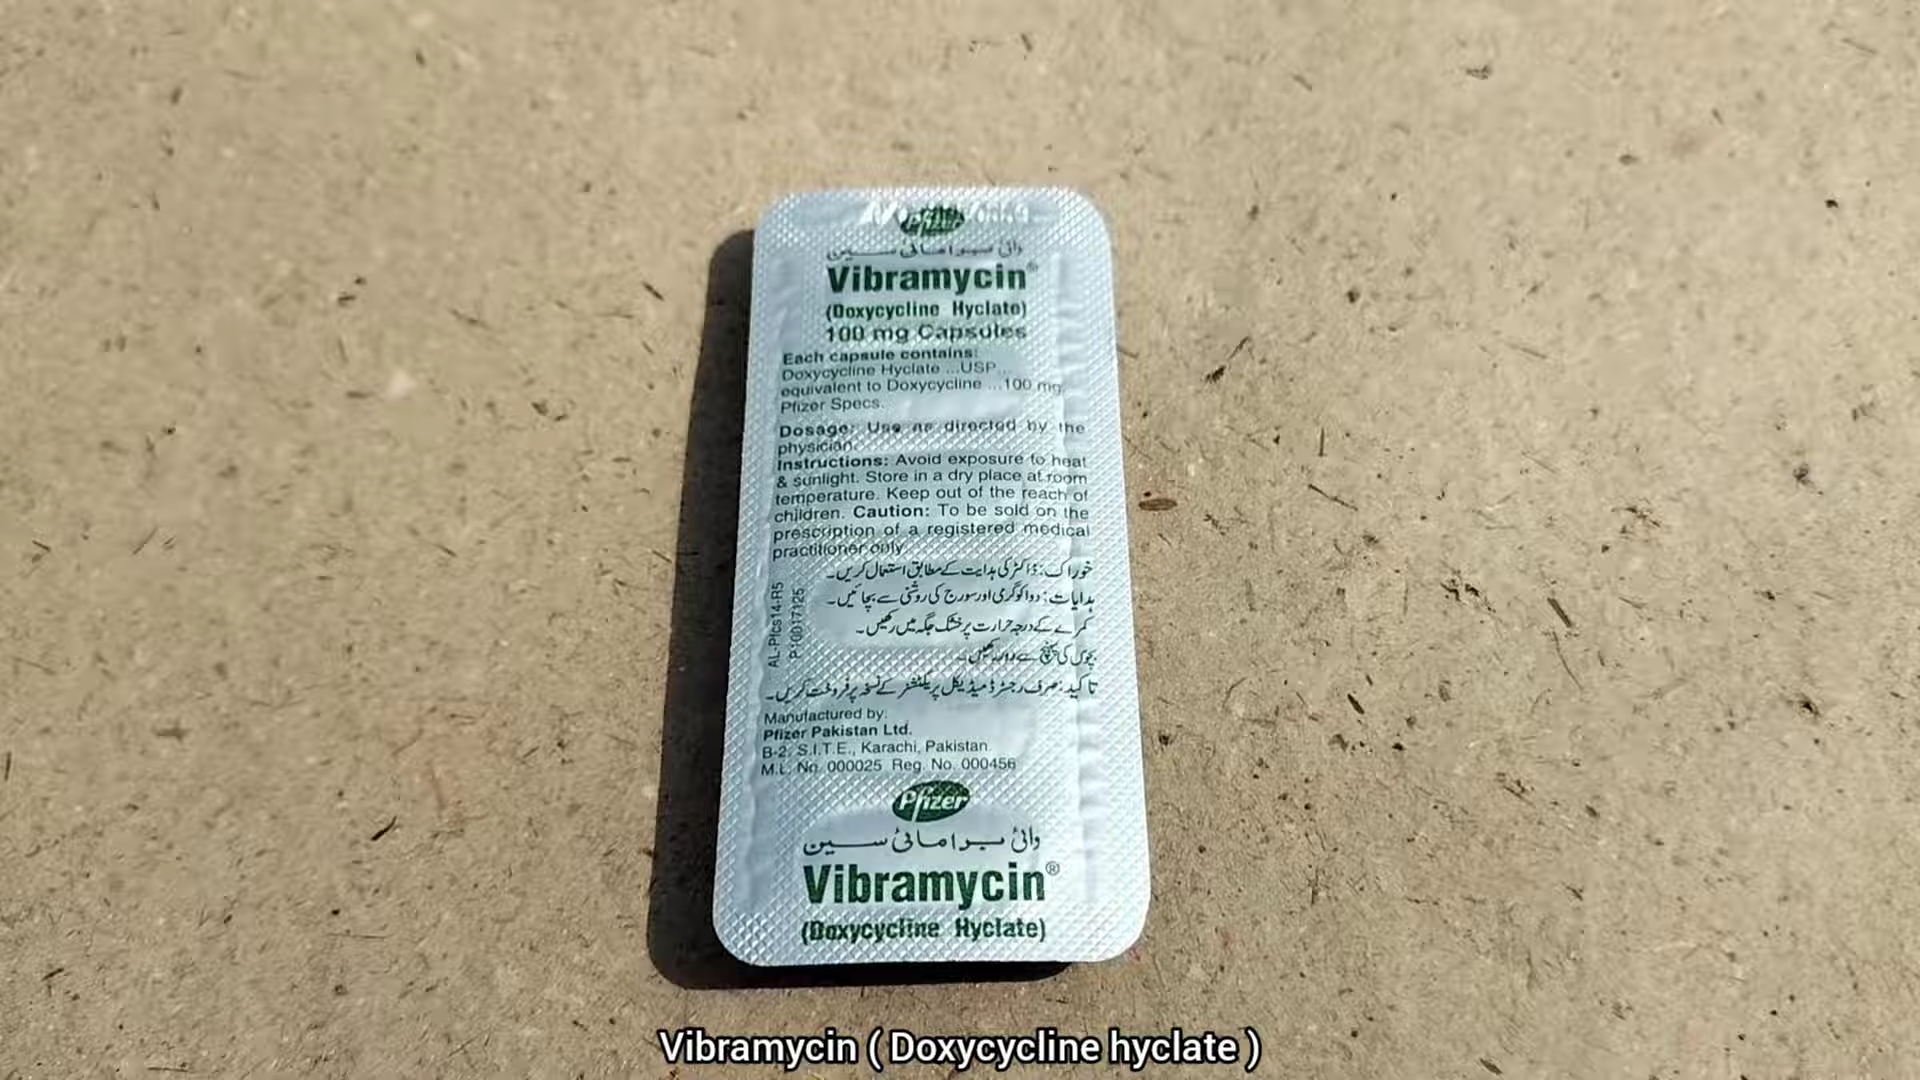 Pfizer
وائی برامائی سین
Vibramycin®
(Doxycycline Hyclate)
100 mg Capsules
Each capsule contains:
Doxycycline Hyclate ...USP...
equivalent to Doxycycline ...100 mg.
Pfizer Specs.
Dosage: Use as directed by the
physician.
Instructions: Avoid exposure to heat
& sunlight. Store in a dry place at room
temperature. Keep out of the reach of
children. Caution: To be sold on the
prescription of a registered medical
practitioner only.
خوراک: ڈاکٹر کی ہدایت کے مطابق استعمال کریں۔
ہدایات: دوا کو گرمی اور سورج کی روشنی سے بچائیں۔
کمرے کے درجہ حرارت پر خشک جگہ میں رکھیں۔
بچوں کی پہنچ سے دور رکھیں۔
تاکید: صرف رجسٹرڈ میڈیکل پریکٹشنر کے نسخہ پر فروخت کریں۔
AL-Pfcs14-R5
P-10017125
Manufactured by:
Pfizer Pakistan Ltd.
B-2, S.I.T.E., Karachi, Pakistan.
M.L. No. 000025 Reg. No. 000456
Pfizer
وائی برامائی سین
Vibramycin®
(Doxycycline Hyclate)
Vibramycin ( Doxycycline hyclate )